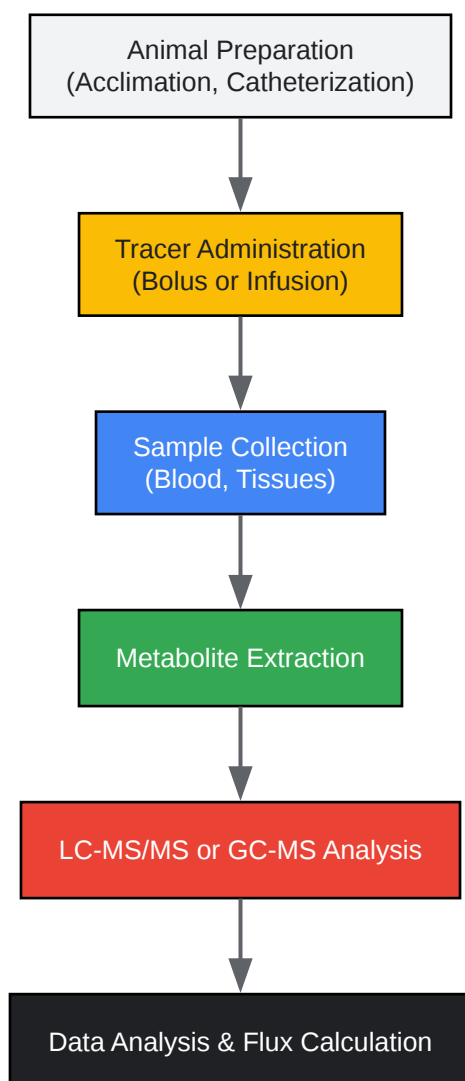 Animal Preparation
(Acclimation, Catheterization)
Tracer Administration
(Bolus or Infusion)
Sample Collection
(Blood, Tissues)
Metabolite Extraction
LC-MS/MS or GC-MS Analysis
Data Analysis & Flux Calculation